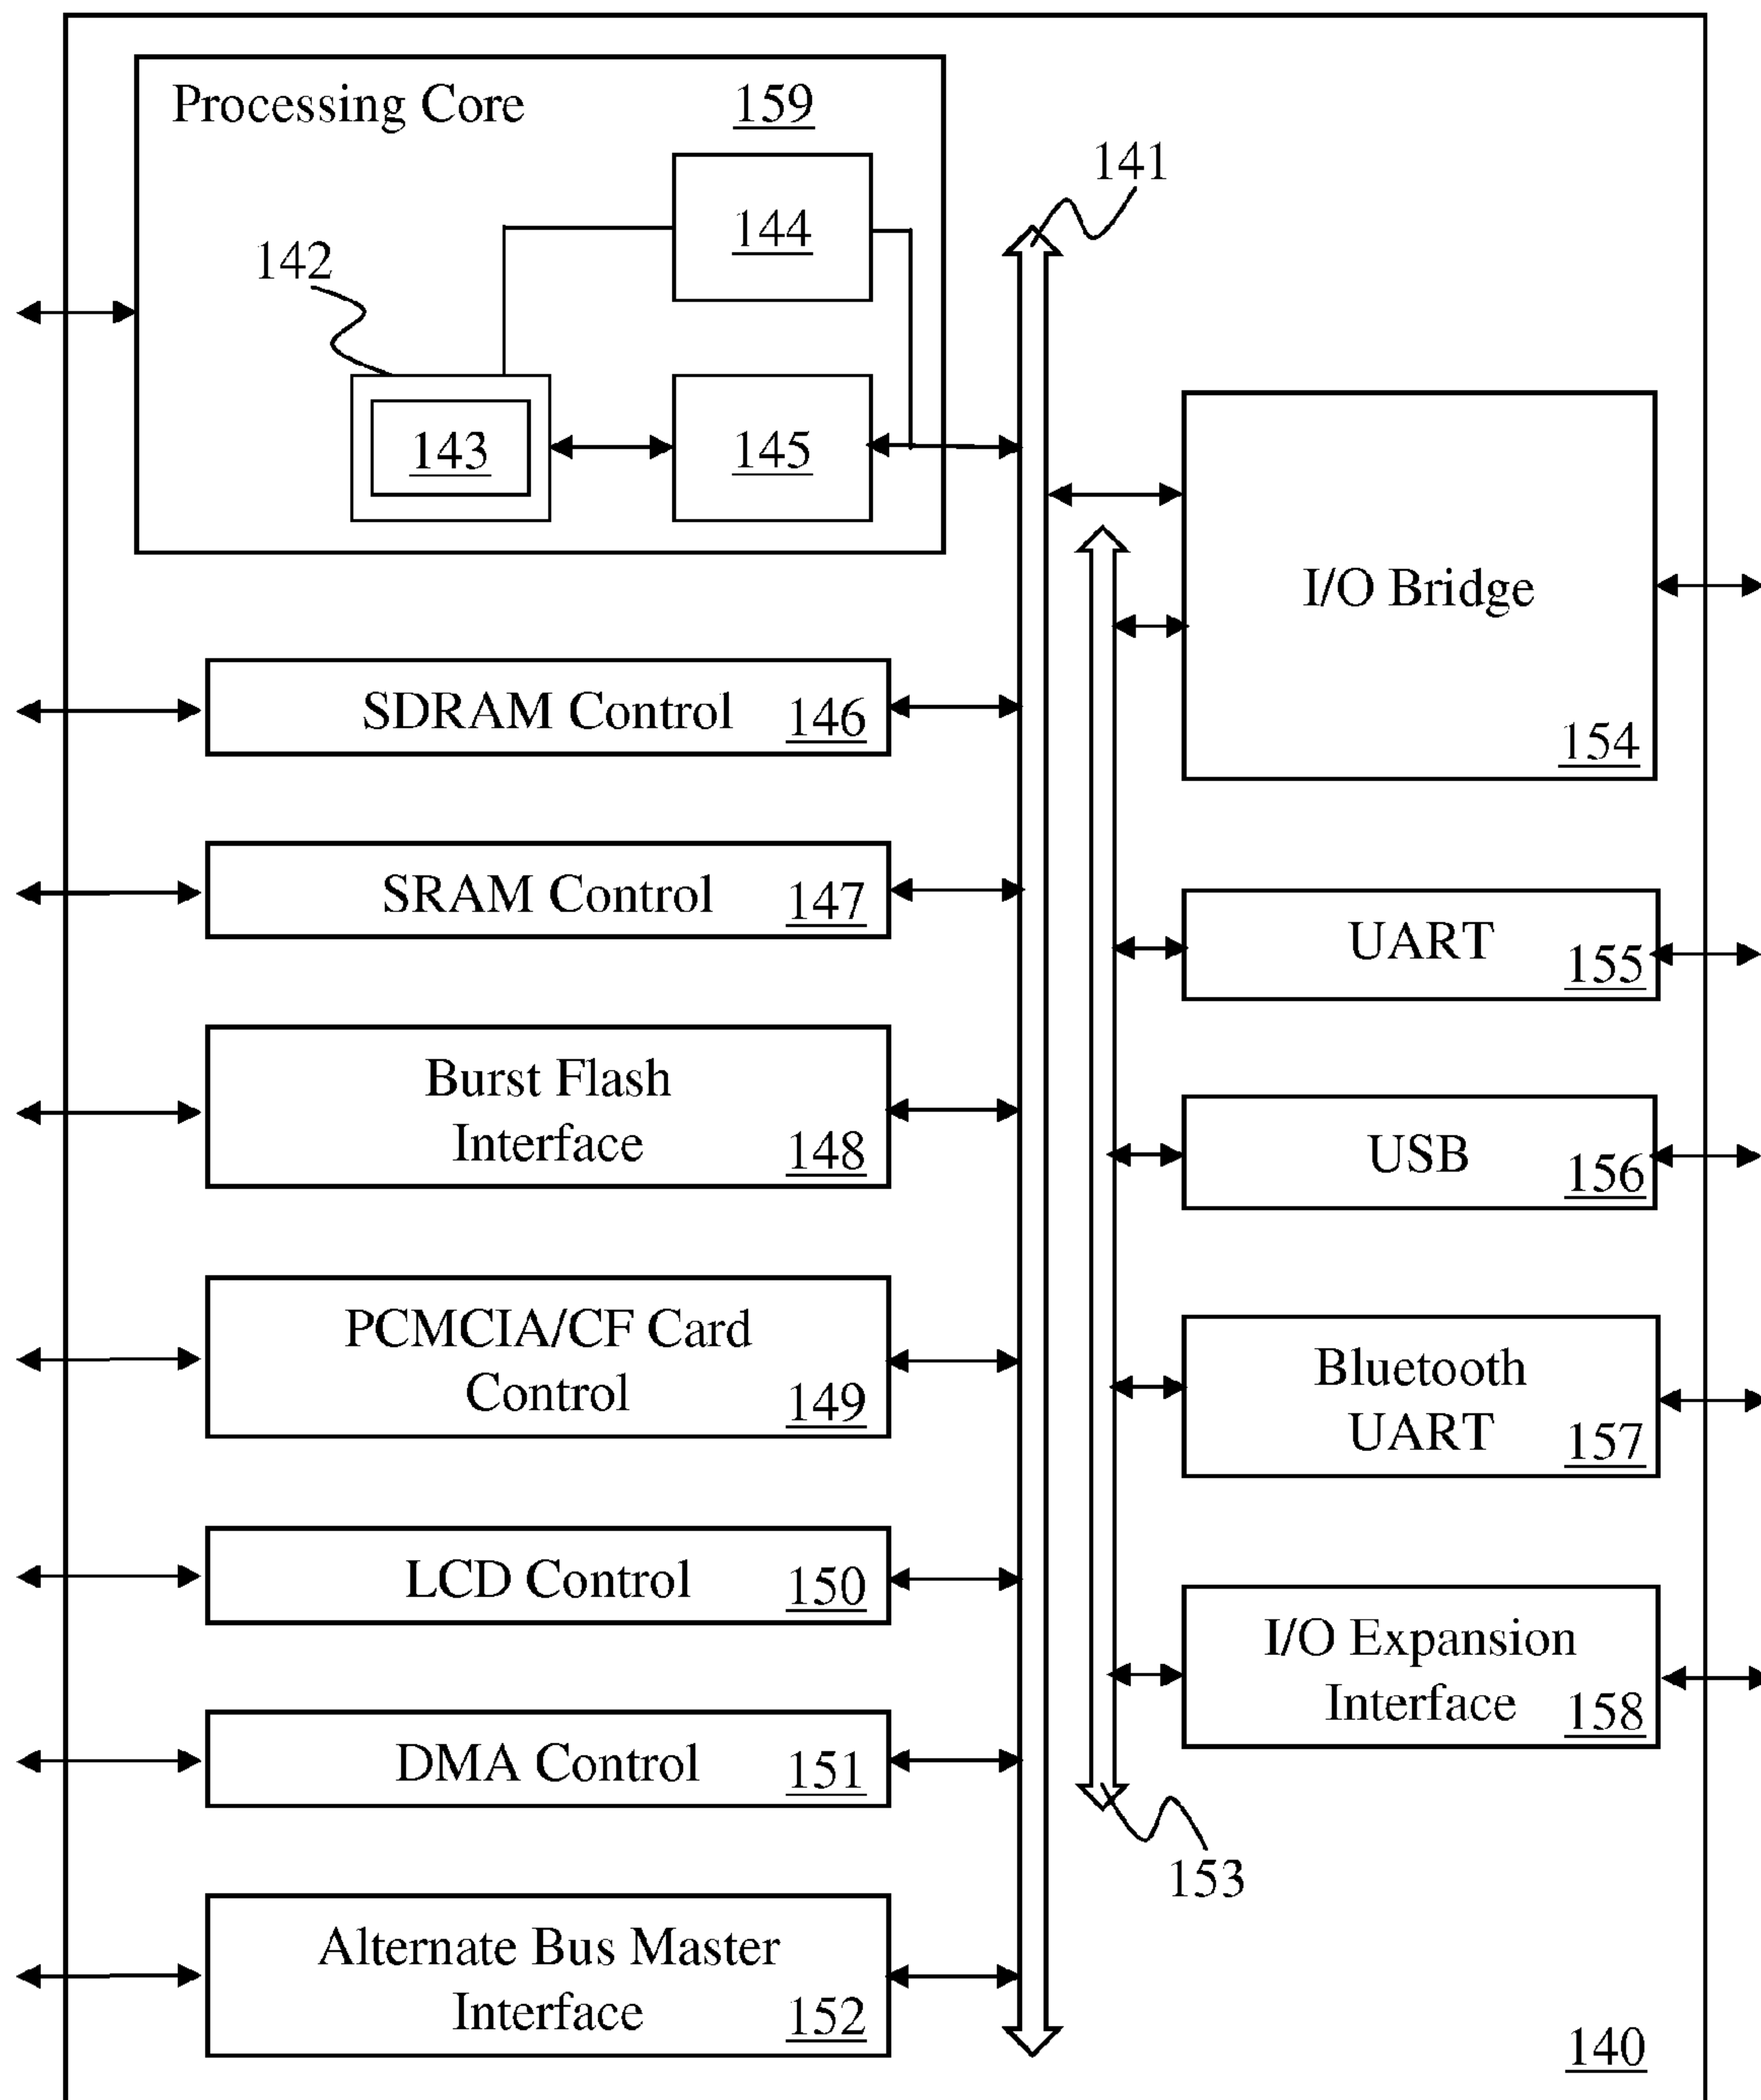 Processing Core 159
141
144
142
143
145
I/O Bridge
154
SDRAM Control 146
SRAM Control 147
UART 155
Burst Flash
Interface 148
USB 156
PCMCIA/CF Card
Control 149
Bluetooth
UART 157
LCD Control 150
I/O Expansion
Interface 158
DMA Control 151
153
Alternate Bus Master
Interface 152
140